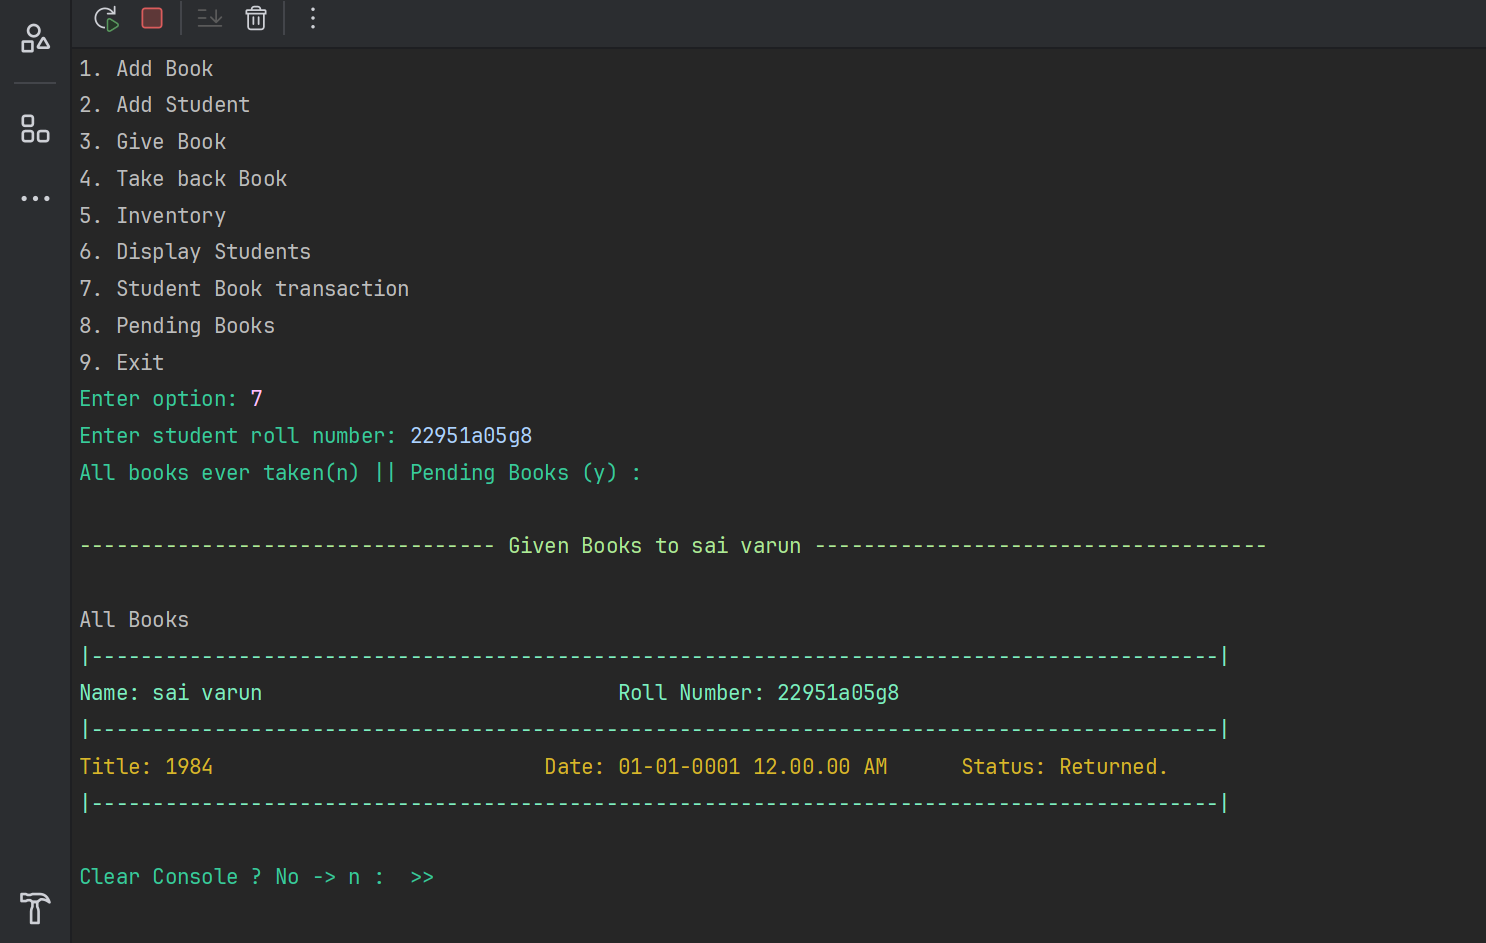 1. Add Book
2. Add Student
3. Give Book
4. Take back Book
5. Inventory
6. Display Students
7. Student Book transaction
8. Pending Books
9. Exit
Enter option: 7
Enter student roll number: 22951a05g8
All books ever taken(n) || Pending Books (y) :
---------------------------------- Given Books to sai varun -------------------------------------
All Books
|--------------------------------------------------------------------------------------------|
Name: sai varun                             Roll Number: 22951a05g8
|--------------------------------------------------------------------------------------------|
Title: 1984                           Date: 01-01-0001 12.00.00 AM      Status: Returned.
|--------------------------------------------------------------------------------------------|
Clear Console ? No -> n :  >>